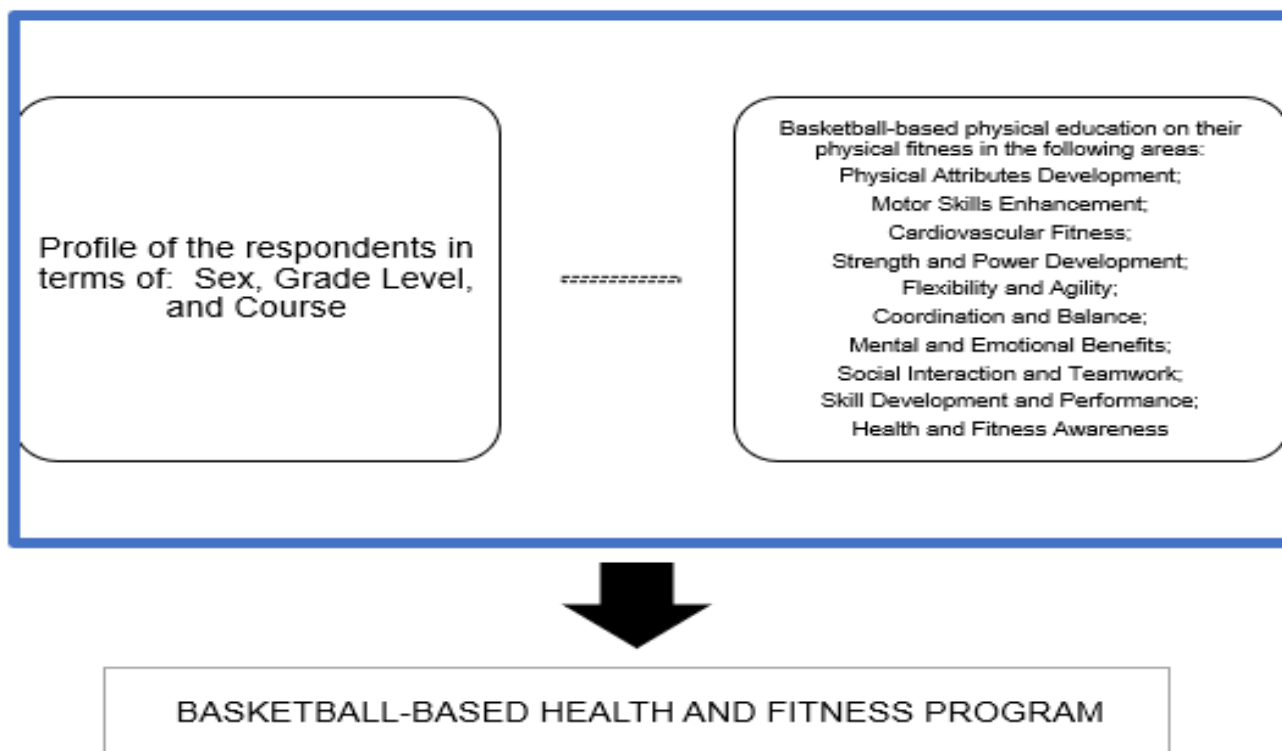 Profile of the respondents in
terms of:  Sex, Grade Level,
and Course
Basketball-based physical education on their
physical fitness in the following areas:
Physical Attributes Development;
Motor Skills Enhancement;
Cardiovascular Fitness;
Strength and Power Development;
Flexibility and Agility;
Coordination and Balance;
Mental and Emotional Benefits;
Social Interaction and Teamwork;
Skill Development and Performance;
Health and Fitness Awareness
BASKETBALL-BASED HEALTH AND FITNESS PROGRAM